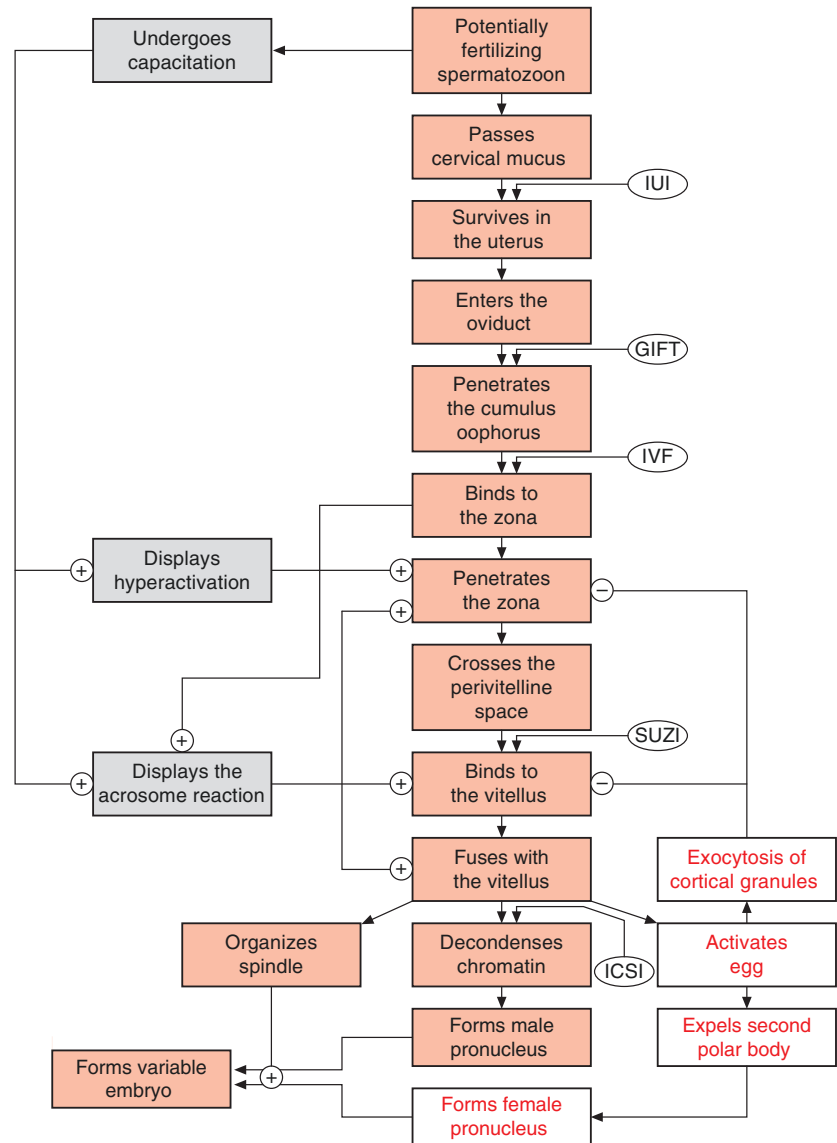 Undergoes
capacitation
Potentially
fertilizing
spermatozoon
Passes
cervical mucus
IUI
Survives in
the uterus
Enters the
oviduct
GIFT
Penetrates
the cumulus
oophorus
IVF
Binds to
the zona
Displays
hyperactivation
+
+
Penetrates
the zona
−
+
Crosses the
perivitelline
space
SUZI
+
Displays the
acrosome reaction
+
+
Binds to
the vitellus
−
Fuses with
the vitellus
+
Exocytosis of
cortical granules
Organizes
spindle
Decondenses
chromatin
ICSI
Activates
egg
Forms male
pronucleus
Expels second
polar body
Forms variable
embryo
+
Forms female
pronucleus